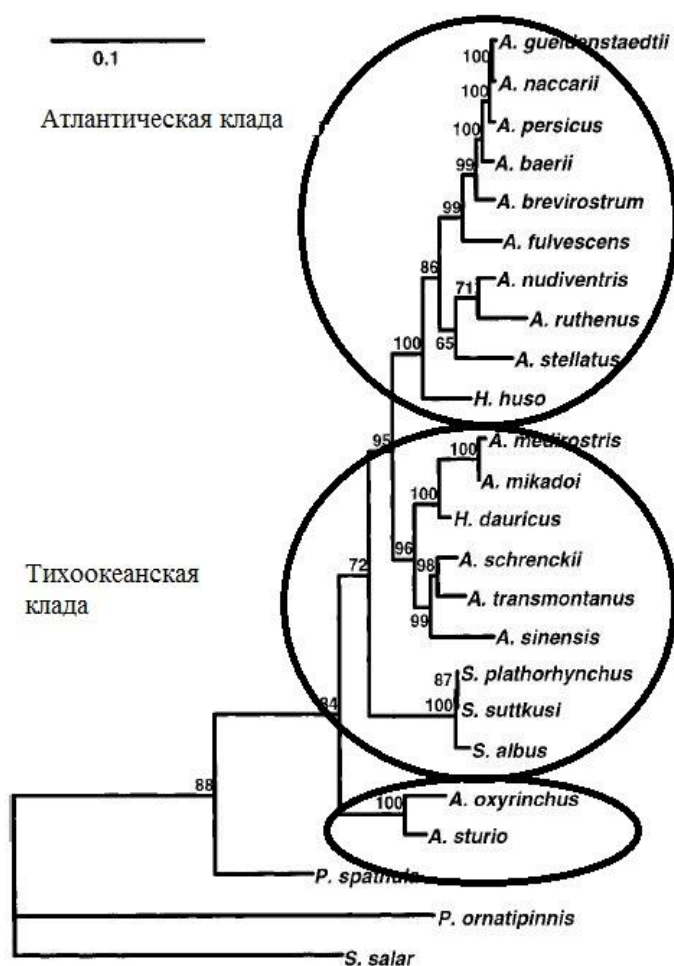 0.1
Атлантическая клада
A. gueldenstaedtii
100
A. naccarii
100
A. persicus
100
A. baerii
99
A. brevirostrum
99
A. fulvescens
86
A. nudiventris
71
A. ruthenus
65
A. stellatus
100
H. huso
95
A. medirostris
100
A. mikadoi
100
H. dauricus
96
98
A. schrenckii
Тихоокеанская
клада
72
A. transmontanus
99
A. sinensis
87
S. plathorhynchus
100
S. suttkusi
84
S. albus
88
100
A. oxyrinchus
A. sturio
P. spathula
P. ornatipinnis
S. salar